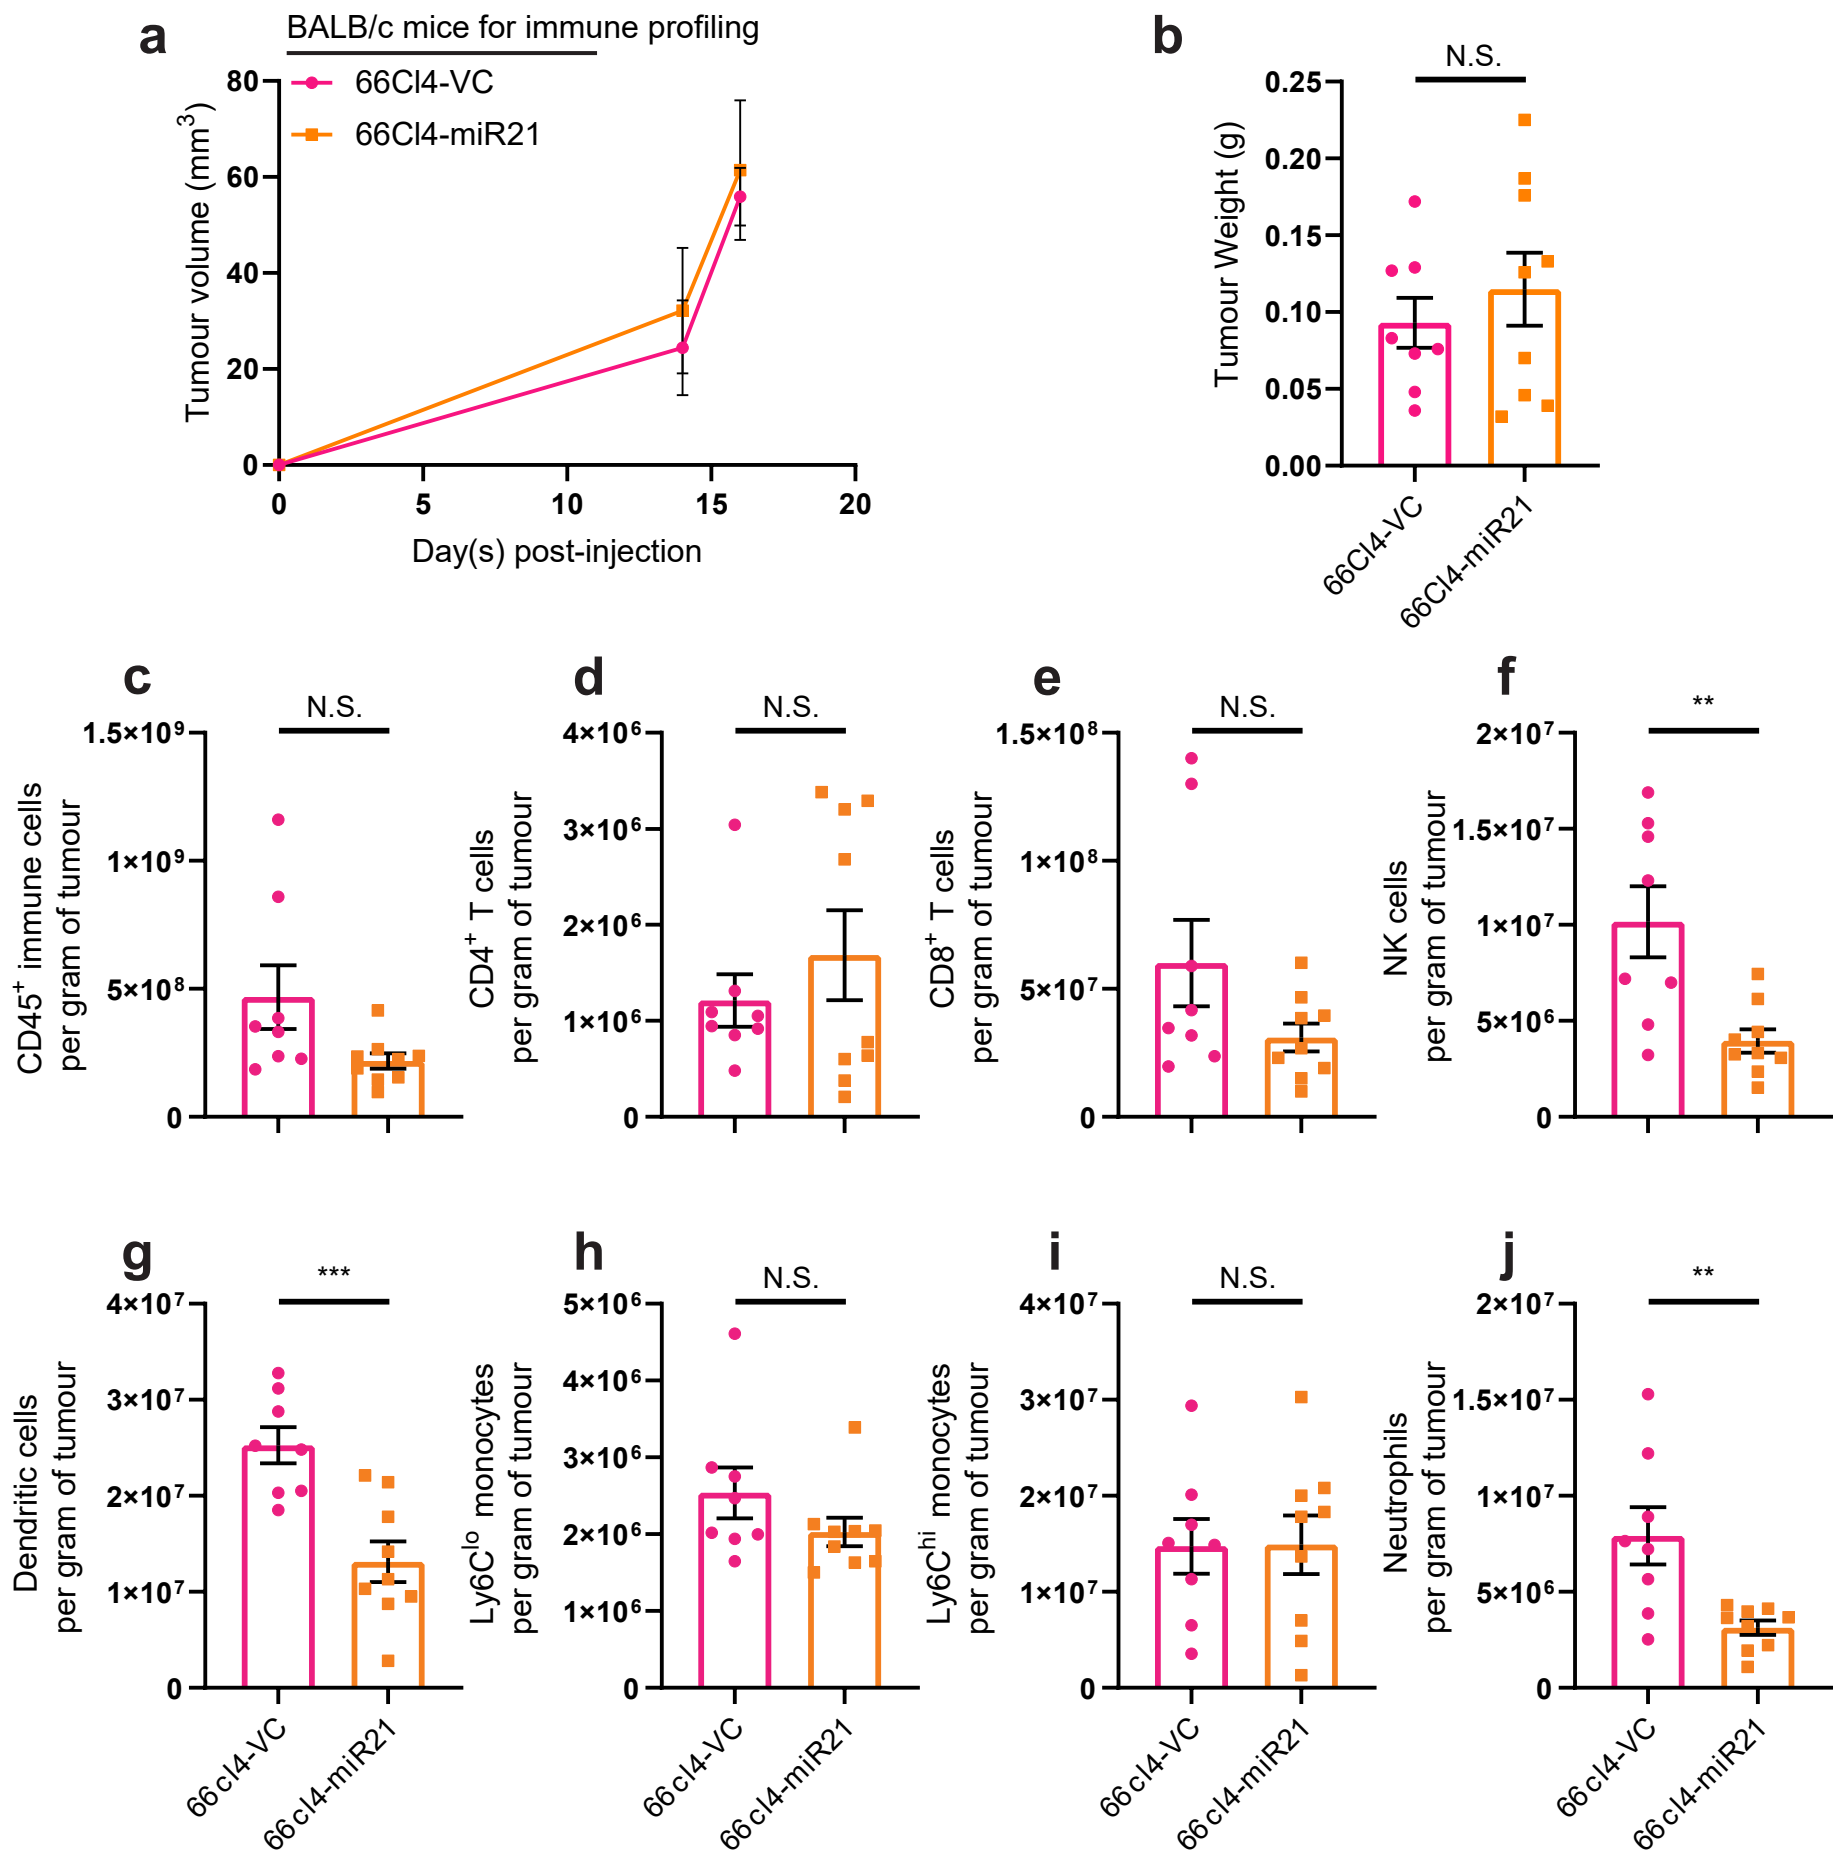 a
BALB/c mice for immune profiling
66Cl4-VC
66Cl4-miR21
Tumour volume (mm³)
80
60
40
20
0
0 5 10 15 20
Day(s) post-injection
b
N.S.
Tumour Weight (g)
0.25
0.20
0.15
0.10
0.05
0.00
66Cl4-VC
66Cl4-miR21
c
N.S.
CD45⁺ immune cells
per gram of tumour
1.5×10⁹
1×10⁹
5×10⁸
0
d
N.S.
CD4⁺ T cells
per gram of tumour
4×10⁶
3×10⁶
2×10⁶
1×10⁶
0
e
N.S.
CD8⁺ T cells
per gram of tumour
1.5×10⁸
1×10⁸
5×10⁷
0
f
**
NK cells
per gram of tumour
2×10⁷
1.5×10⁷
1×10⁷
5×10⁶
0
g
***
Dendritic cells
per gram of tumour
4×10⁷
3×10⁷
2×10⁷
1×10⁷
0
66cl4-VC
66cl4-miR21
h
N.S.
Ly6Cˡᵒ monocytes
per gram of tumour
5×10⁶
4×10⁶
3×10⁶
2×10⁶
1×10⁶
0
66cl4-VC
66cl4-miR21
i
N.S.
Ly6Cʰⁱ monocytes
per gram of tumour
4×10⁷
3×10⁷
2×10⁷
1×10⁷
0
66cl4-VC
66cl4-miR21
j
**
Neutrophils
per gram of tumour
2×10⁷
1.5×10⁷
1×10⁷
5×10⁶
0
66cl4-VC
66cl4-miR21